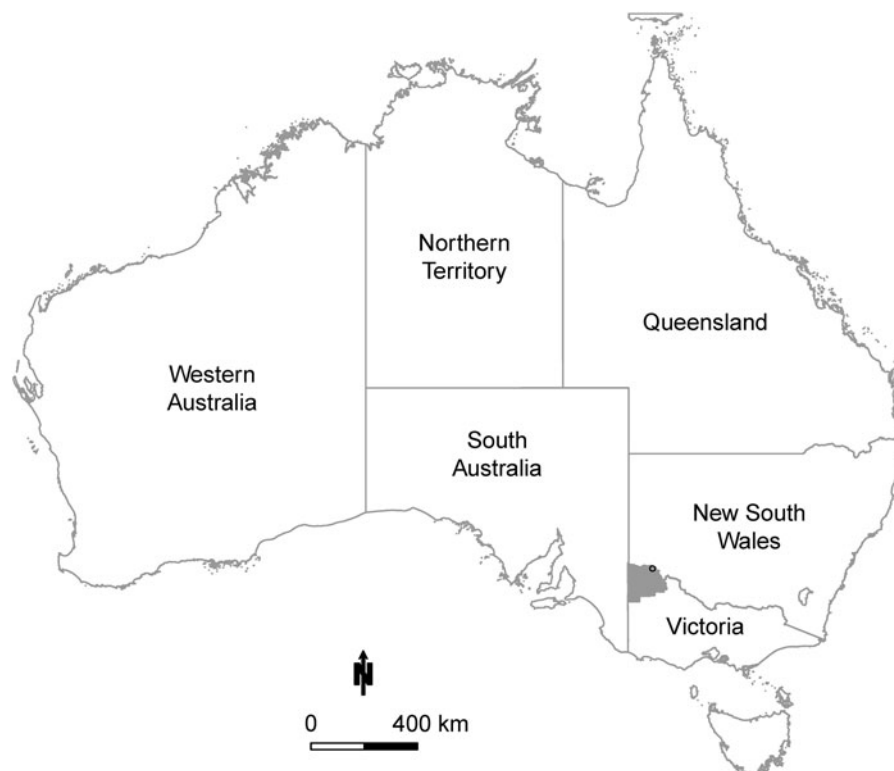 Northern
Territory
Queensland
Western
Australia
South
Australia
New South
Wales
Victoria
N
0 400 km